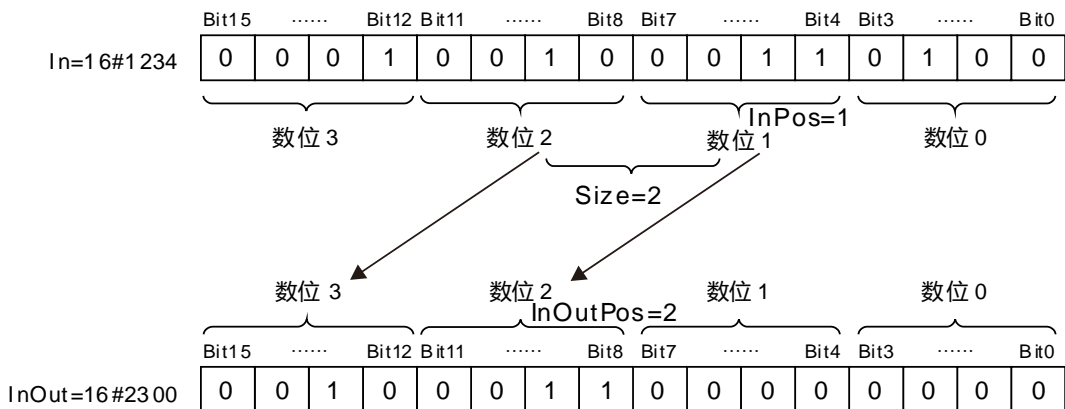 Bit15 ...... Bit12 Bit11 ...... Bit8 Bit7 ...... Bit4 Bit3 ...... Bit0
In=16#1234 0 0 0 1 0 0 1 0 0 0 1 1 0 1 0 0
InPos=1
数位3 数位2 数位1 数位0
Size=2
数位3 数位2 数位1 数位0
InOutPos=2
Bit15 ...... Bit12 Bit11 ...... Bit8 Bit7 ...... Bit4 Bit3 ...... Bit0
InOut=16#2300 0 0 1 0 0 0 1 1 0 0 0 0 0 0 0 0